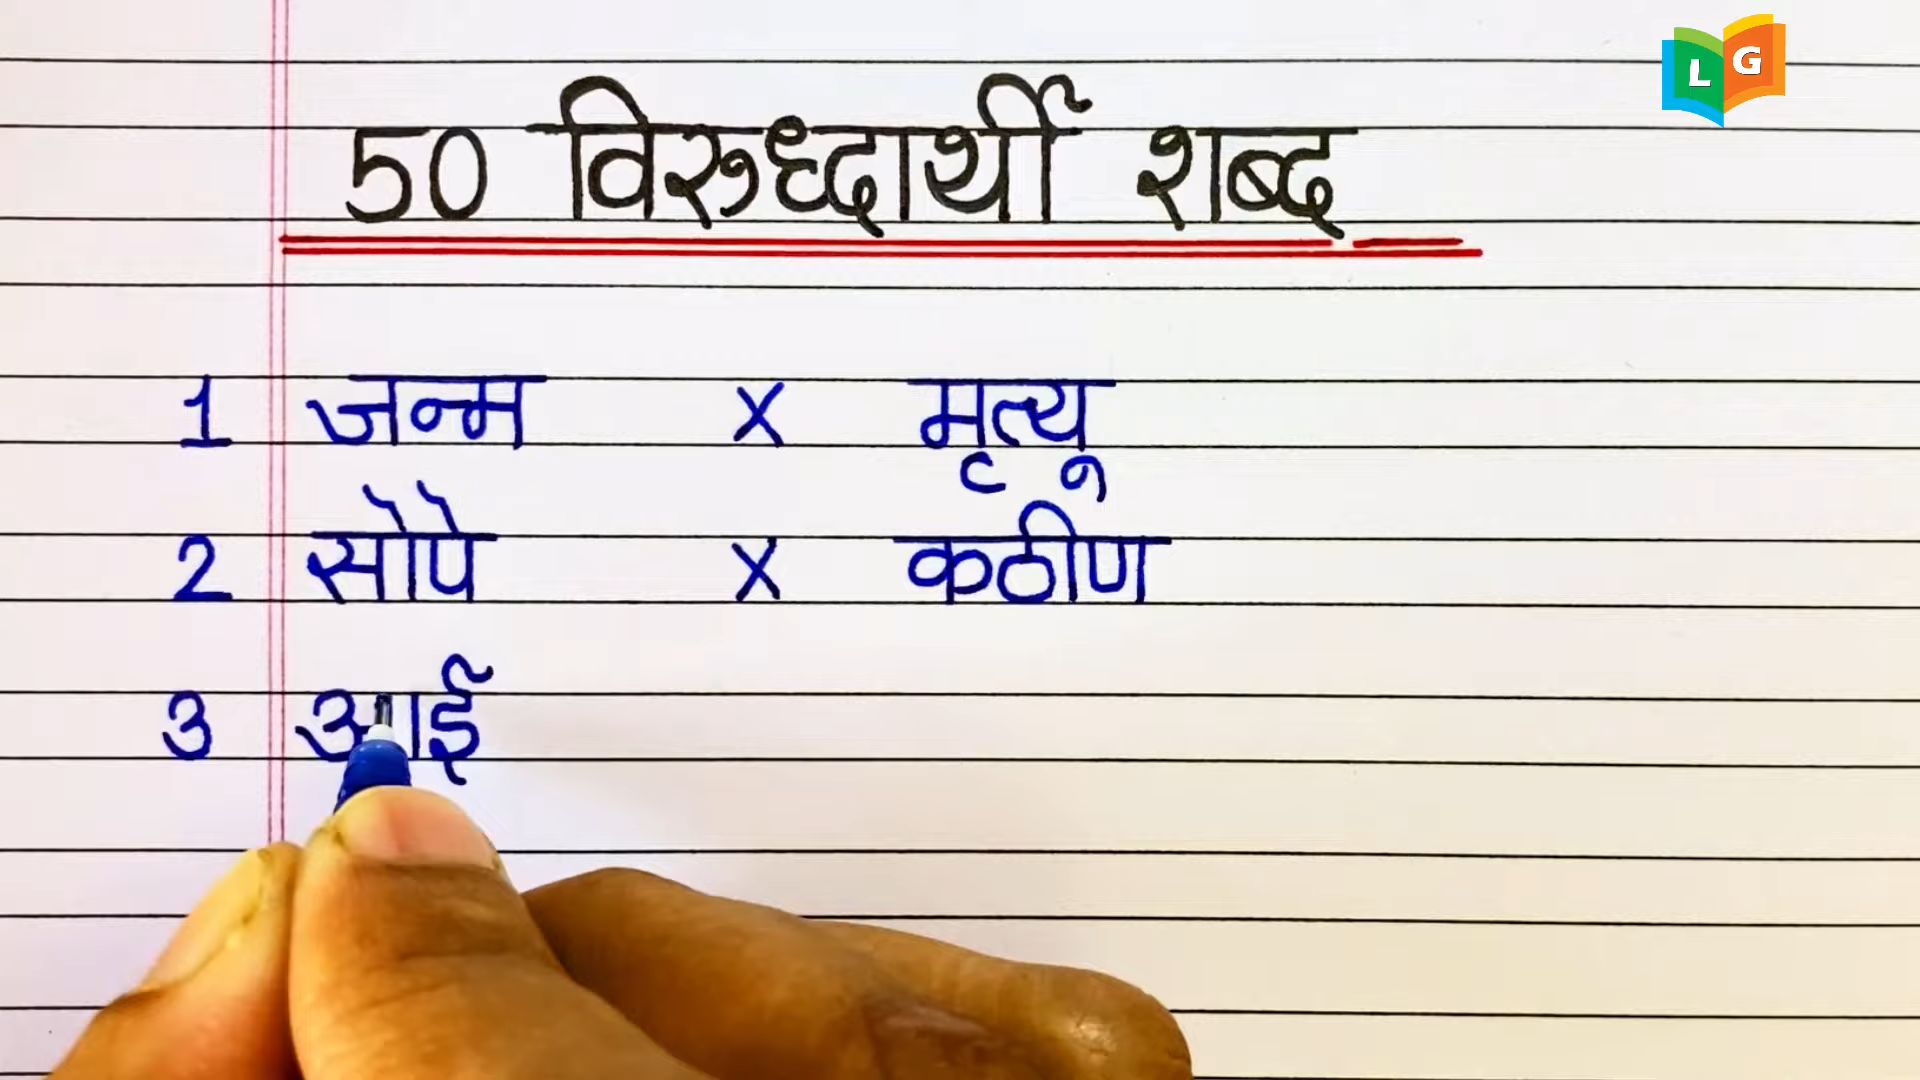 L G
50 विरुध्दार्थी शब्द
1 जन्म x मृत्यू
2 सोपे x कठीण
3 आई